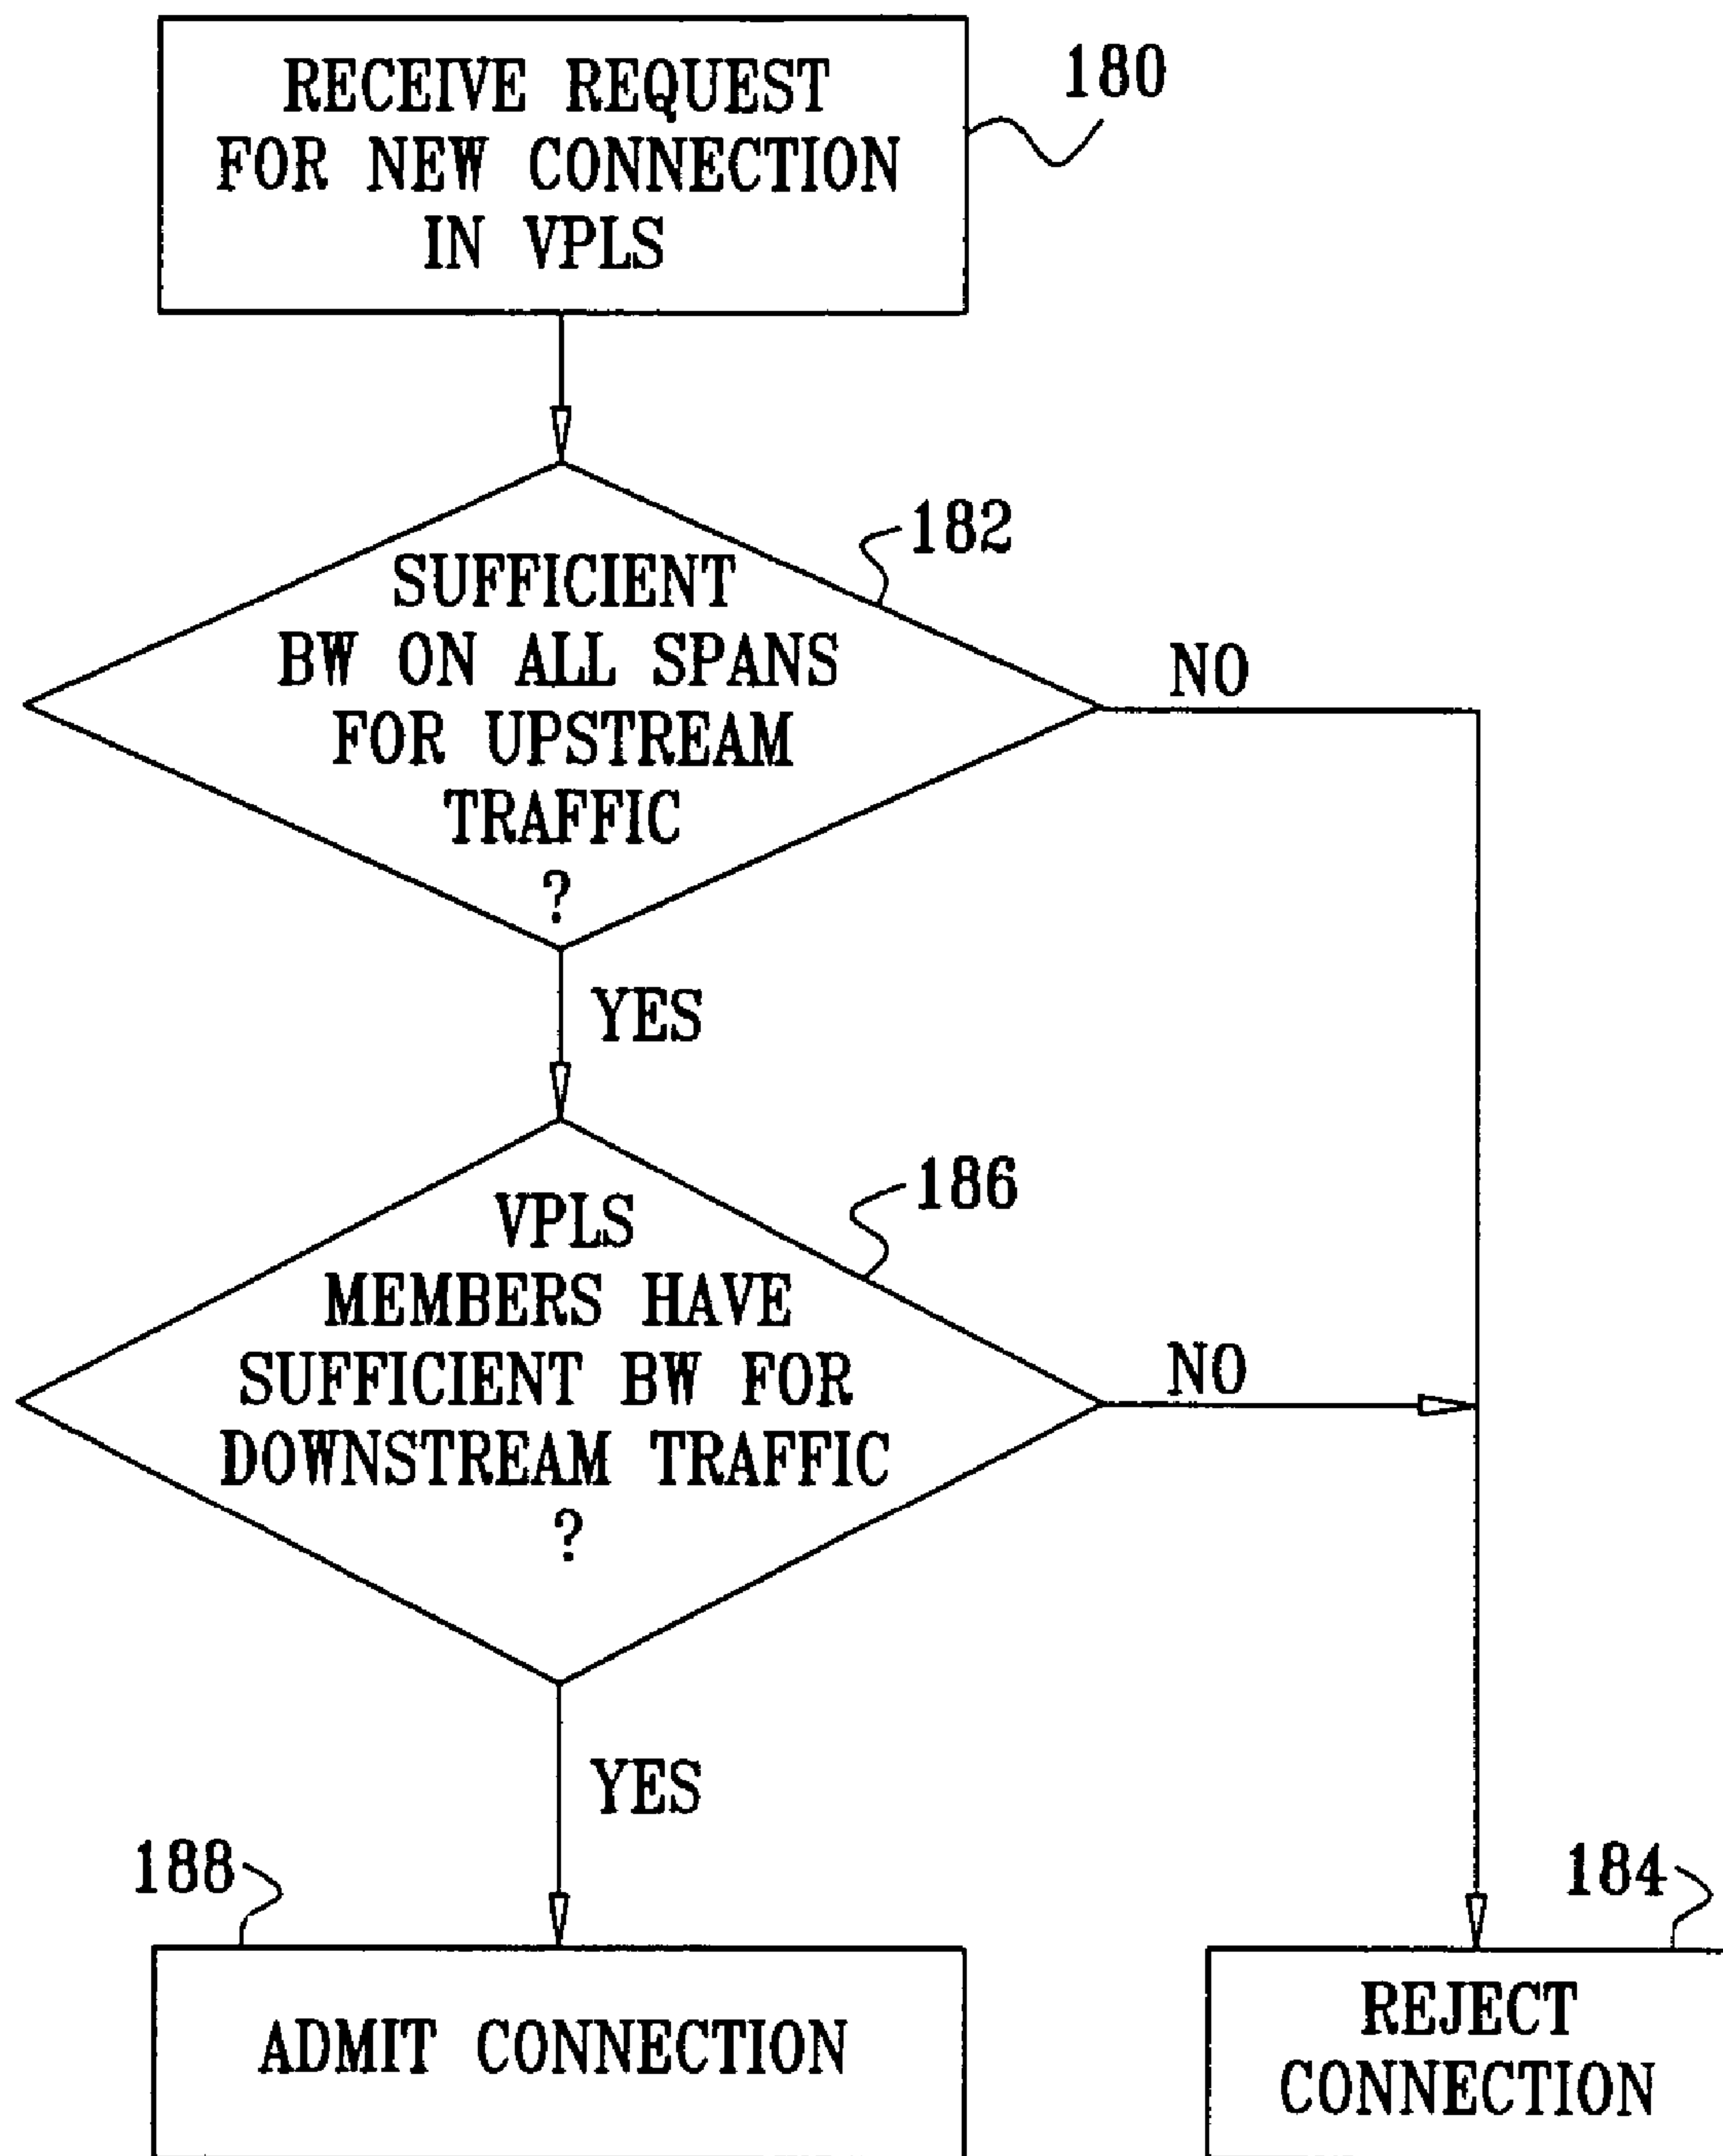 RECEIVE REQUEST
FOR NEW CONNECTION
IN VPLS
180
182
SUFFICIENT
BW ON ALL SPANS
FOR UPSTREAM
TRAFFIC
?
NO
YES
186
VPLS
MEMBERS HAVE
SUFFICIENT BW FOR
DOWNSTREAM TRAFFIC
?
NO
YES
188
184
ADMIT CONNECTION
REJECT
CONNECTION